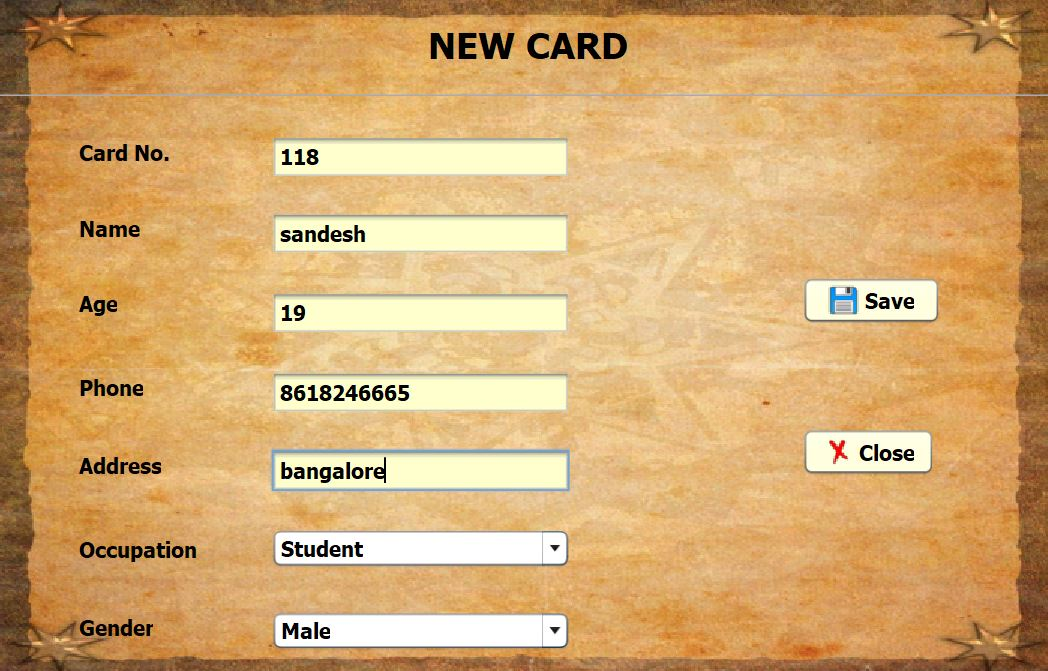 NEW CARD
Card No. 118
Name sandesh
Age 19
Save
Phone 8618246665
Close
Address bangalore
Occupation Student
Gender Male